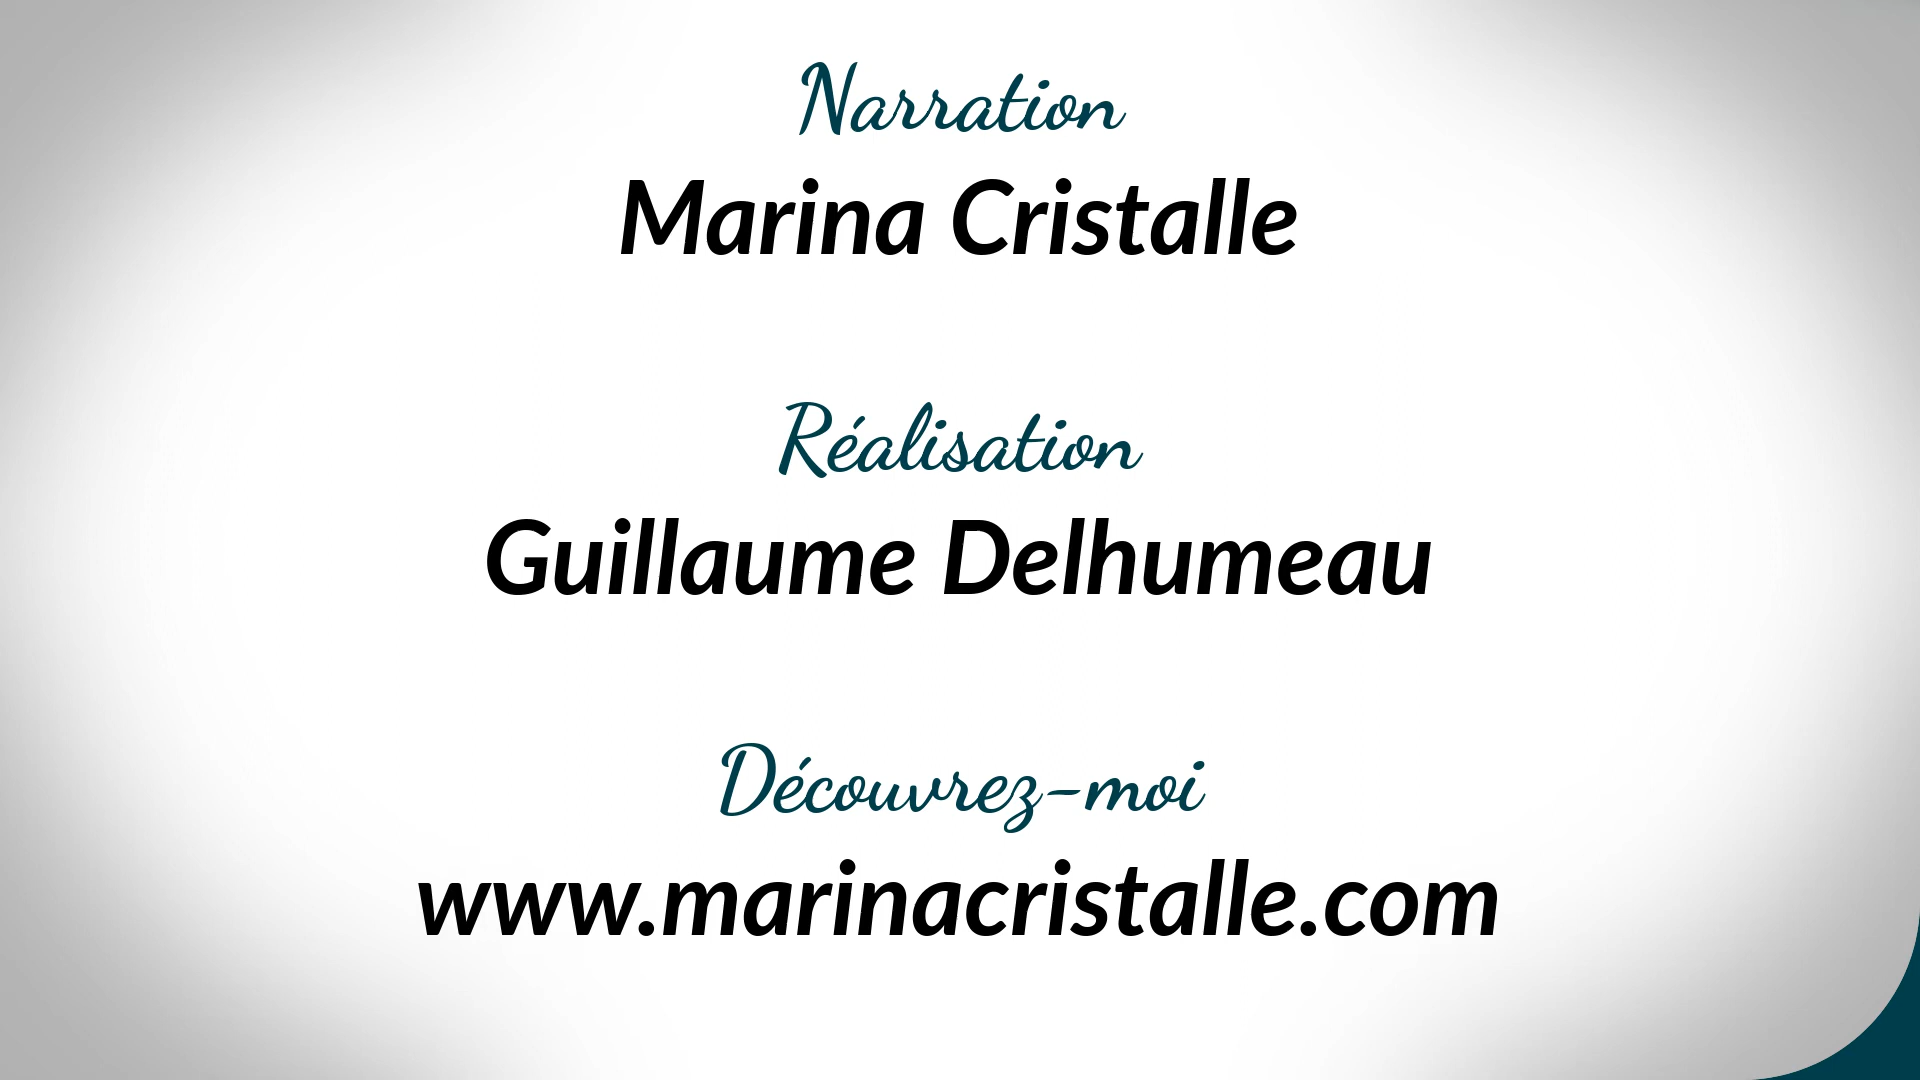 Narration
Marina Cristalle
Réalisation
Guillaume Delhumeau
Découvrez-moi
www.marinacristalle.com